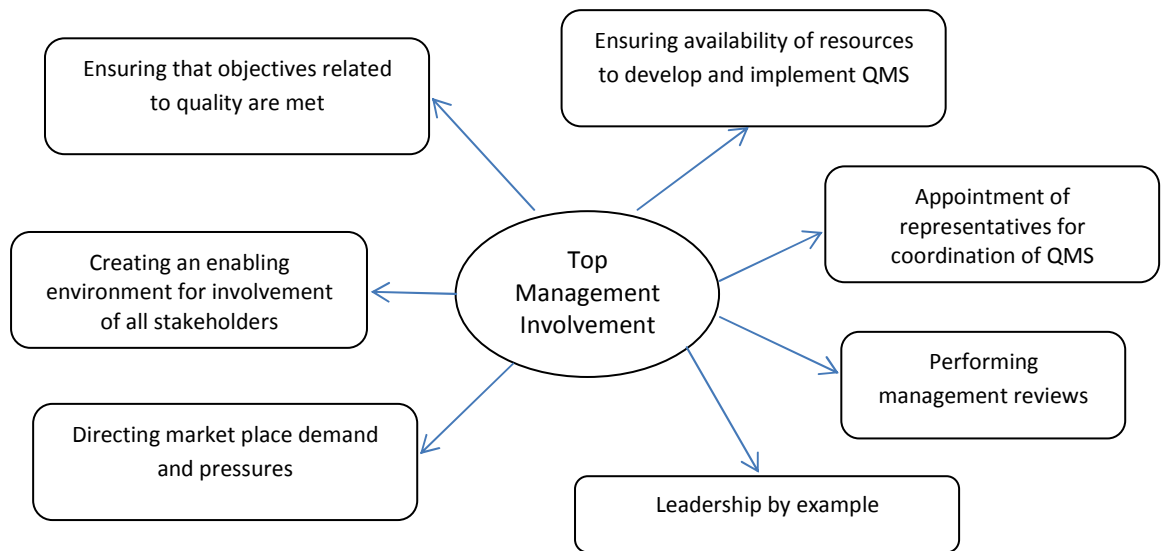 Ensuring that objectives related
to quality are met
Ensuring availability of resources
to develop and implement QMS
Appointment of
representatives for
coordination of QMS
Creating an enabling
environment for involvement
of all stakeholders
Top
Management
Involvement
Performing
management reviews
Directing market place demand
and pressures
Leadership by example